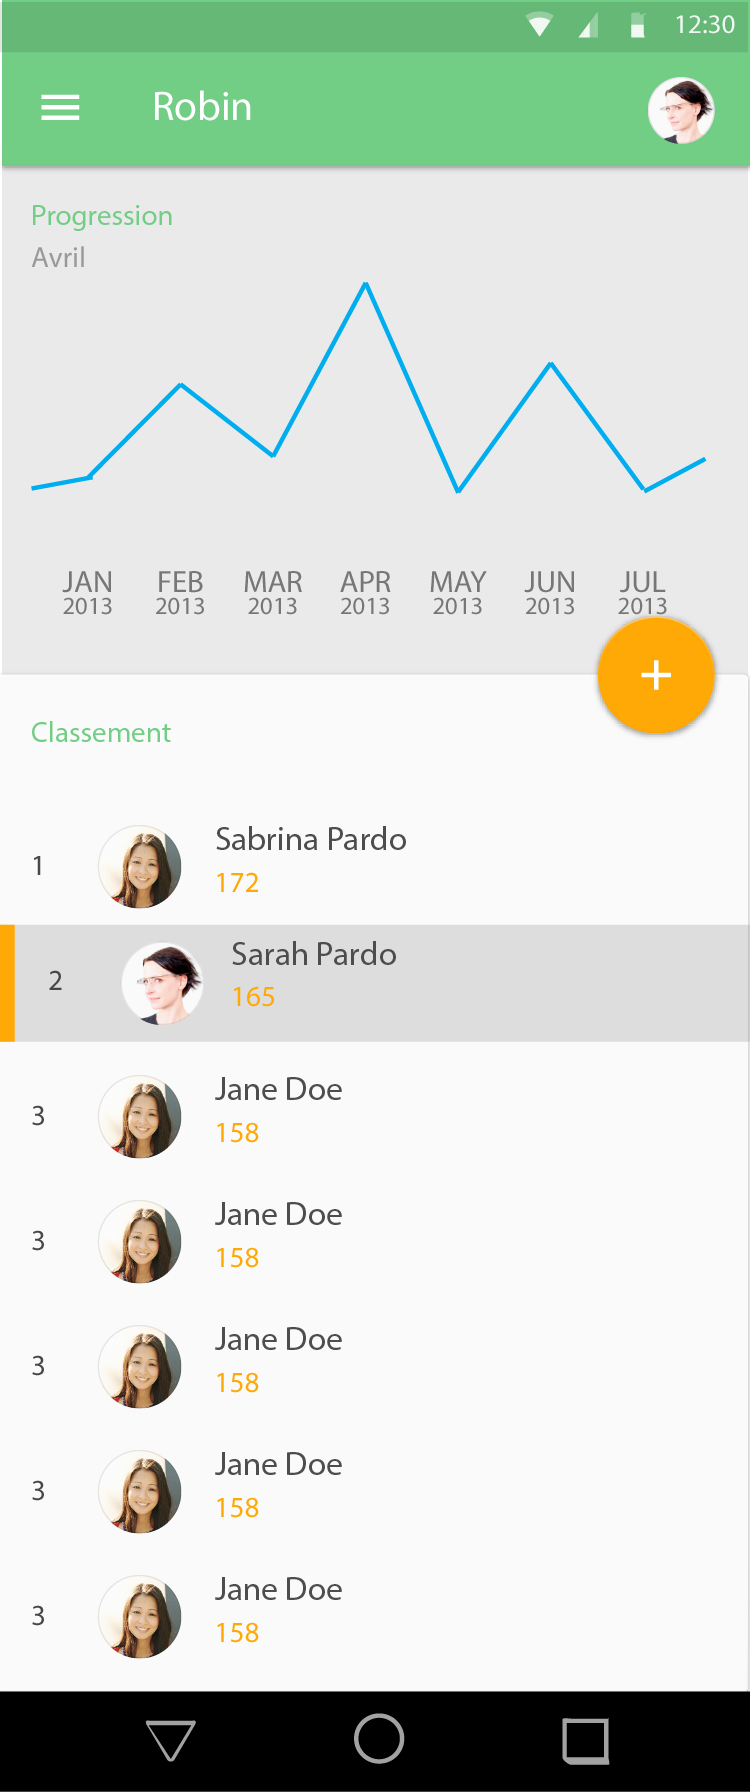 12:30
Robin
Progression
Avril
JAN FEB MAR APR MAY JUN JUL
2013 2013 2013 2013 2013 2013 2013
+
Classement
1
Sabrina Pardo
172
2
Sarah Pardo
165
3
Jane Doe
158
3
Jane Doe
158
3
Jane Doe
158
3
Jane Doe
158
3
Jane Doe
158